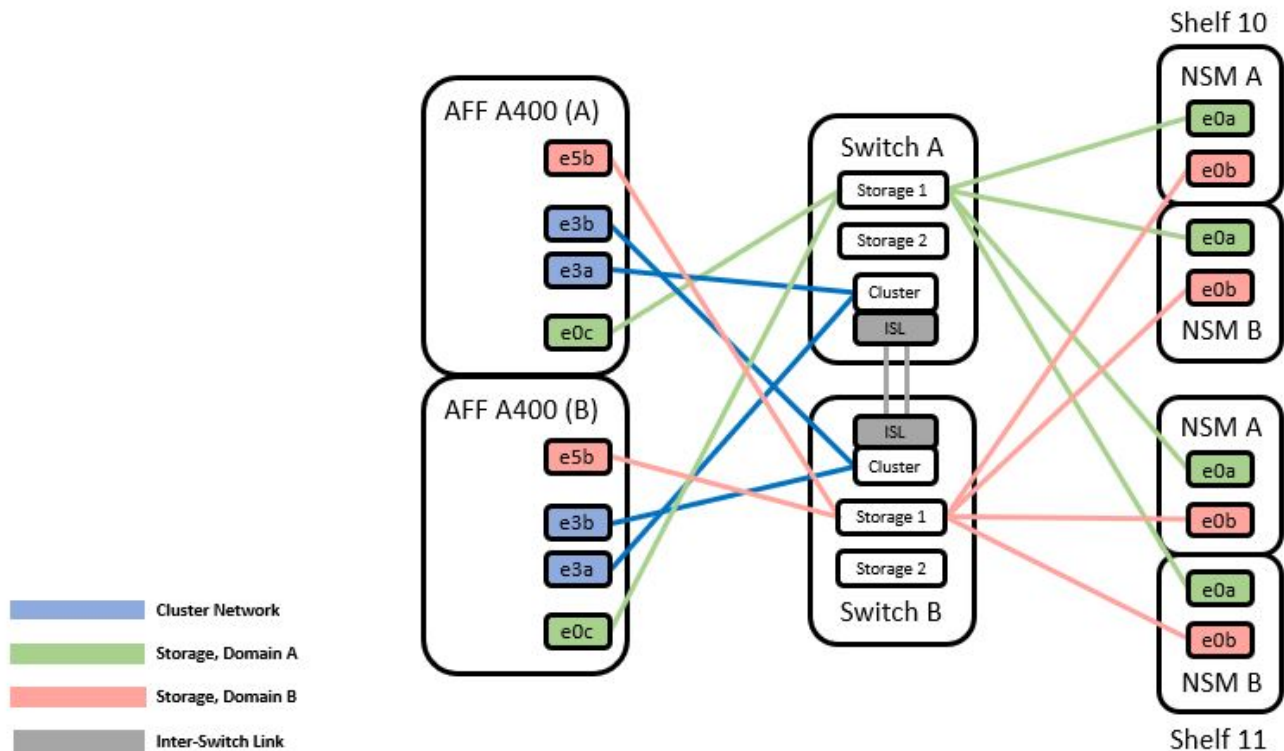 Shelf 10
AFF A400 (A)
e5b
e3b
e3a
e0c
AFF A400 (B)
e5b
e3b
e3a
e0c
Switch A
Storage 1
Storage 2
Cluster
ISL
ISL
Cluster
Storage 1
Storage 2
Switch B
NSM A
e0a
e0b
e0a
e0b
NSM B
NSM A
e0a
e0b
e0a
e0b
NSM B
Shelf 11
Cluster Network
Storage, Domain A
Storage, Domain B
Inter-Switch Link